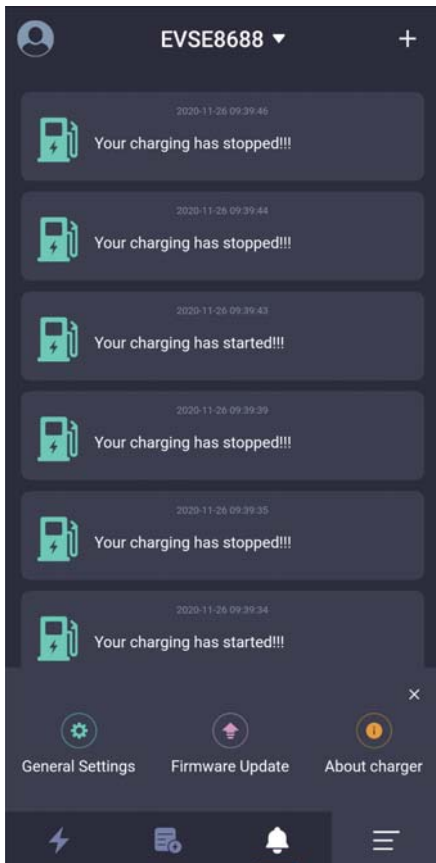 EVSE8688
2020-11-26 09:39:46
Your charging has stopped!!!
2020-11-26 09:39:44
Your charging has stopped!!!
2020-11-26 09:39:43
Your charging has started!!!
2020-11-26 09:39:39
Your charging has stopped!!!
2020-11-26 09:39:35
Your charging has stopped!!!
2020-11-26 09:39:34
Your charging has started!!!
General Settings Firmware Update About charger